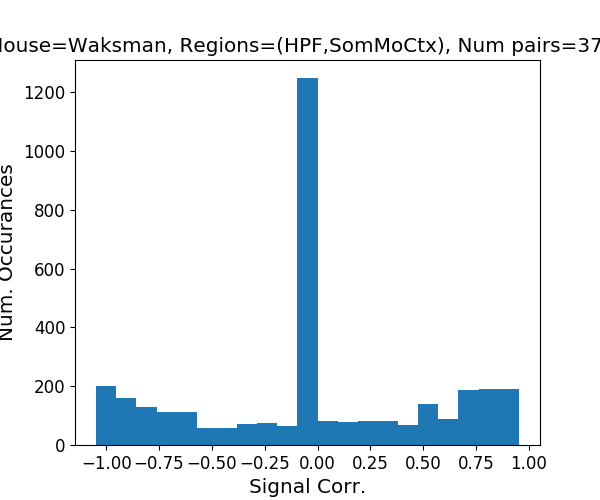 Mouse=Waksman, Regions=(HPF,SomMoCtx), Num pairs=37
1200
1000
800
600
400
200
0
Num. Occurances
−1.00 −0.75 −0.50 −0.25 0.00 0.25 0.50 0.75 1.00
Signal Corr.